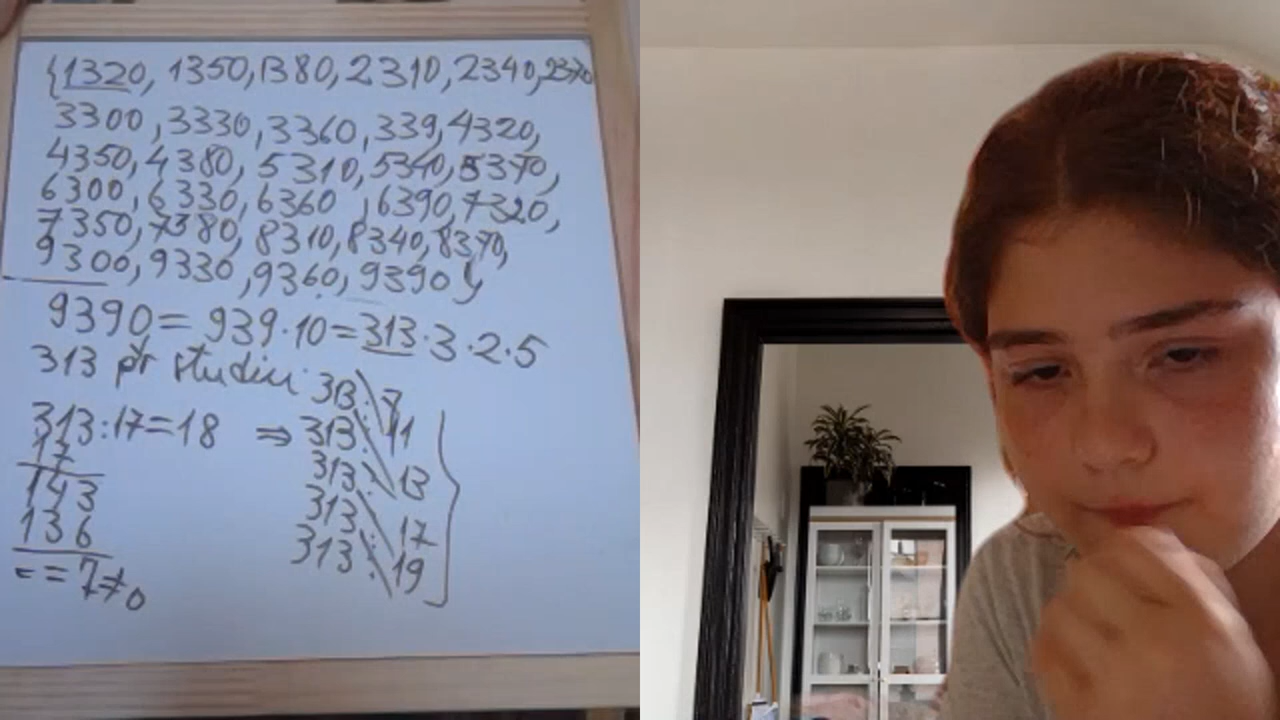 {1320, 1350, 1380, 2310, 2340, 2370
3300, 3330, 3360, 339, 4320,
4350, 4380, 5310, 5340, 5370,
6300, 6330, 6360, 6390, 7320,
7350, 7380, 8310, 8340, 8370,
9300, 9330, 9360, 9390}
9390 = 939·10 = 313·3·2·5
313 pr studiu: 313 ⋮̸ 7
313:17=18 ⇒ 313 ⋮̸ 11
17
313 ⋮̸ 13
143
136
313 ⋮̸ 17
313 ⋮̸ 19
= = 7≠0